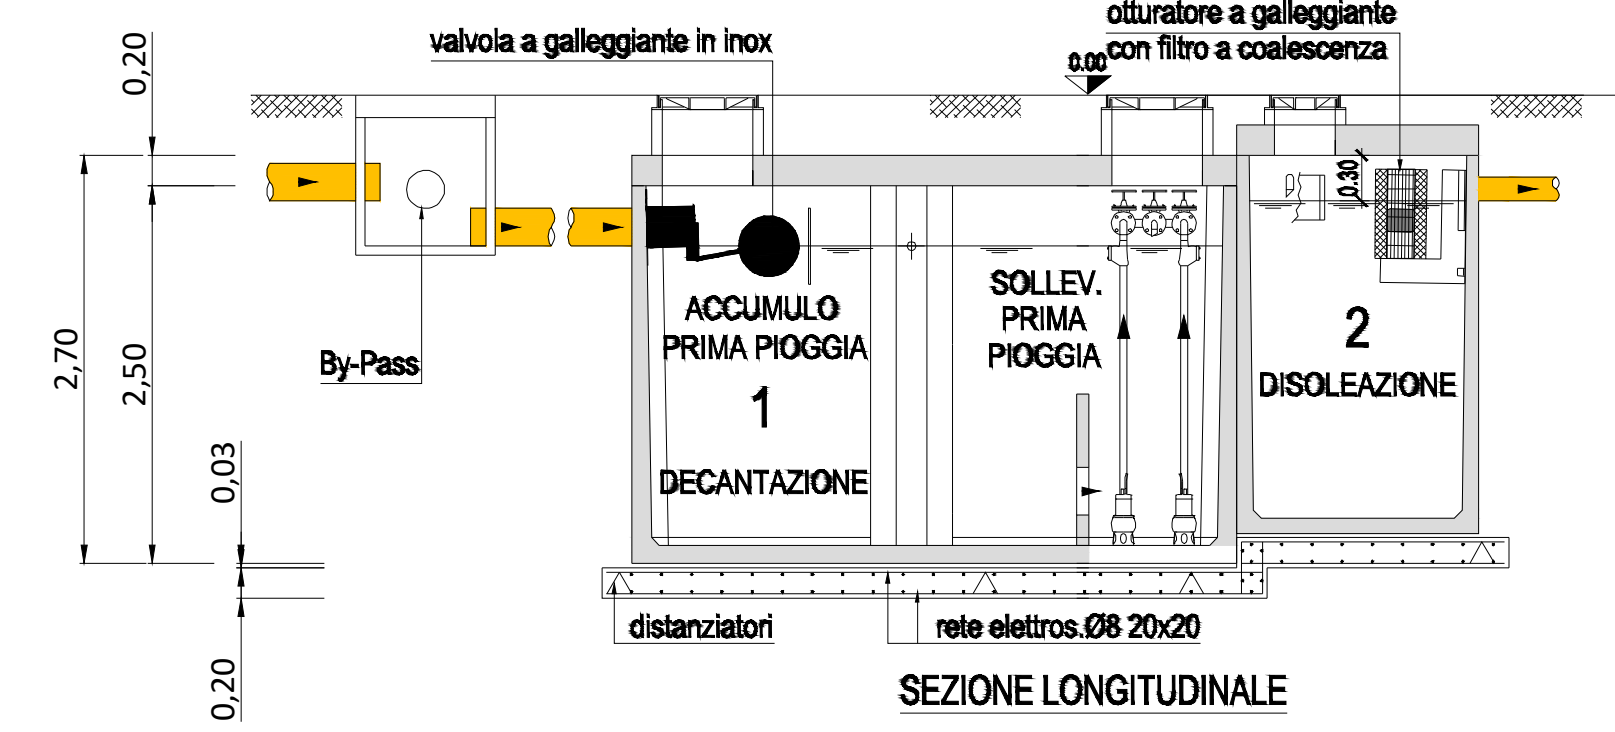 otturatore a galleggiante
con filtro a coalescenza
valvola a galleggiante in inox
0.00
0,20
0.30
2,70
2,50
0,03
0,20
By-Pass
ACCUMULO
PRIMA PIOGGIA
1
DECANTAZIONE
SOLLEV.
PRIMA
PIOGGIA
2
DISOLEAZIONE
distanziatori
rete elettros.Ø8 20x20
SEZIONE LONGITUDINALE